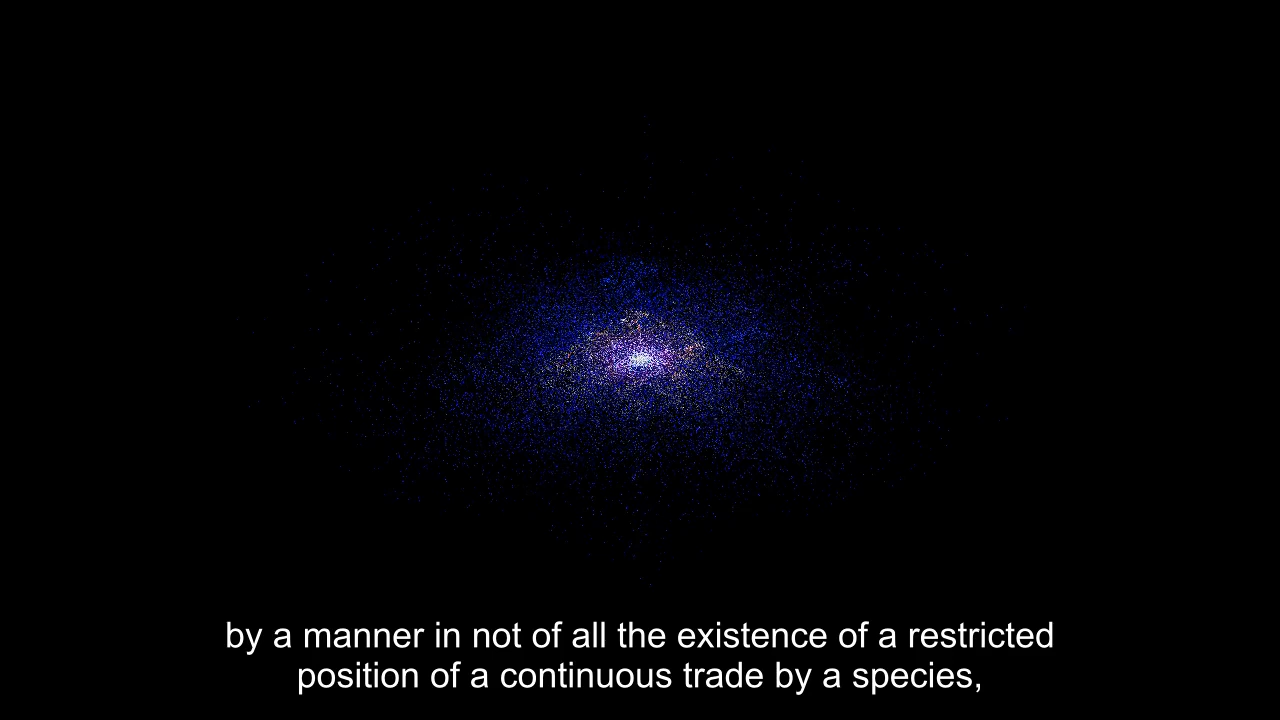 by a manner in not of all the existence of a restricted
position of a continuous trade by a species,